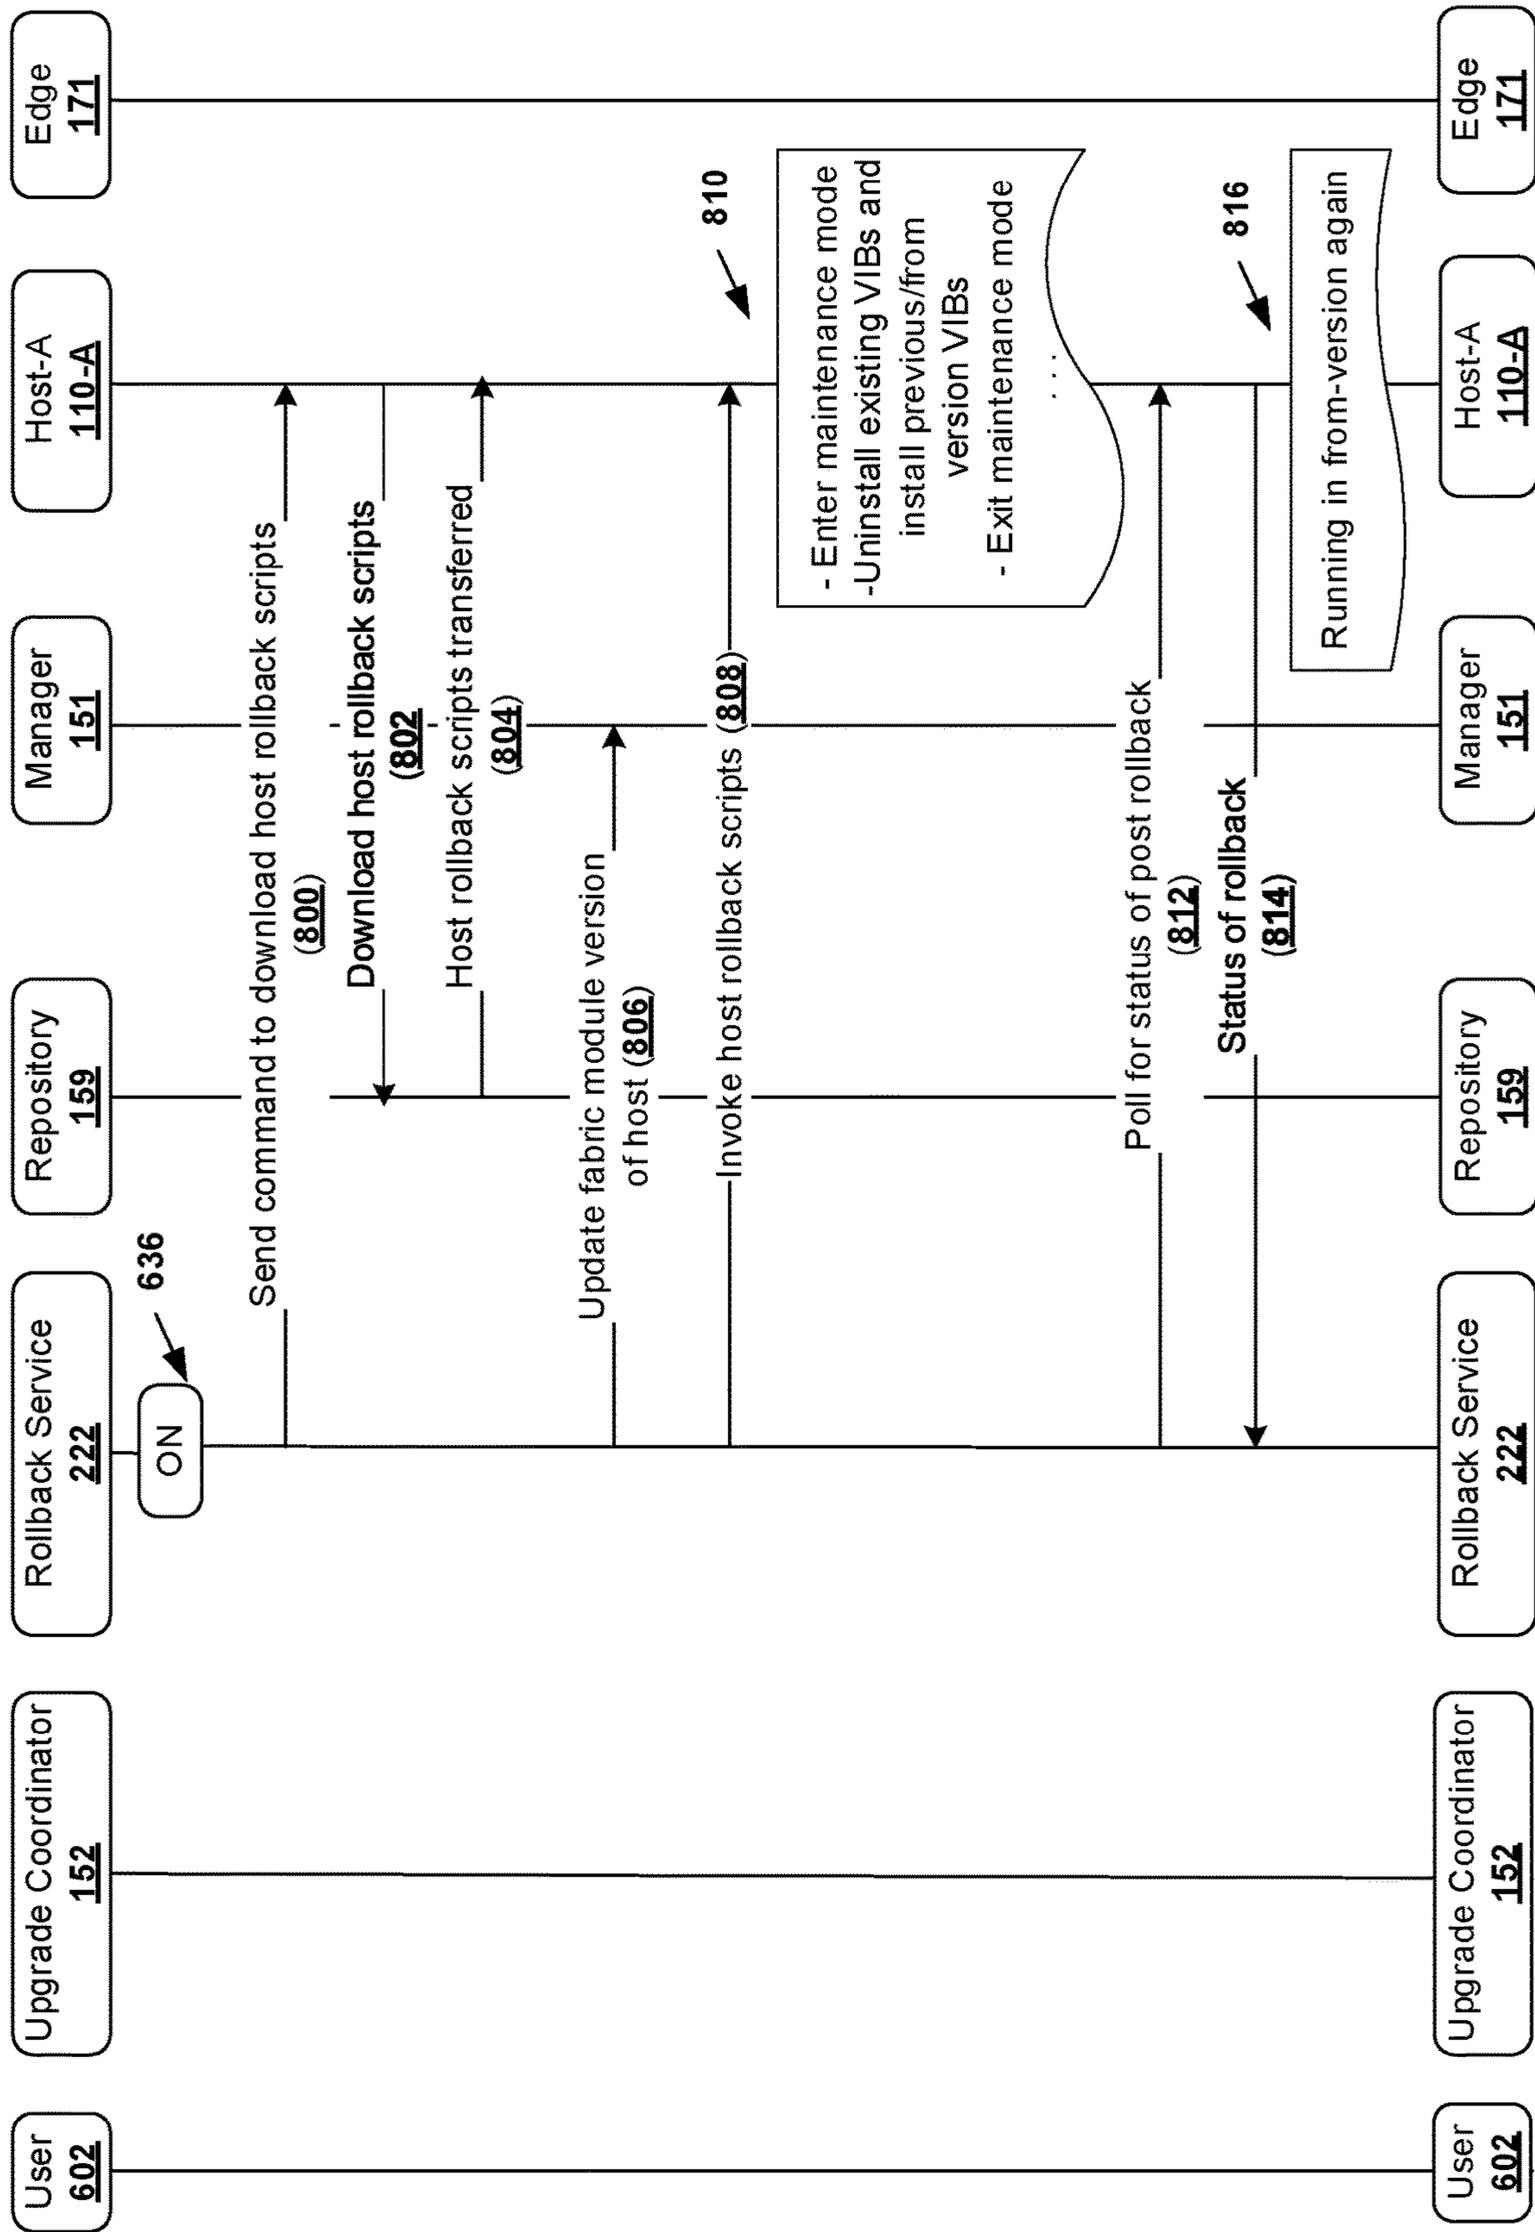 User
602
Upgrade Coordinator
152
Rollback Service
222
Repository
159
Manager
151
Host-A
110-A
Edge
171
ON
636
Send command to download host rollback scripts
(800)
Download host rollback scripts
(802)
Host rollback scripts transferred
(804)
Update fabric module version
of host (806)
Invoke host rollback scripts (808)
810
- Enter maintenance mode
-Uninstall existing VIBs and
install previous/from
version VIBs
- Exit maintenance mode
...
Poll for status of post rollback
(812)
Status of rollback
(814)
816
Running in from-version again
User
602
Upgrade Coordinator
152
Rollback Service
222
Repository
159
Manager
151
Host-A
110-A
Edge
171